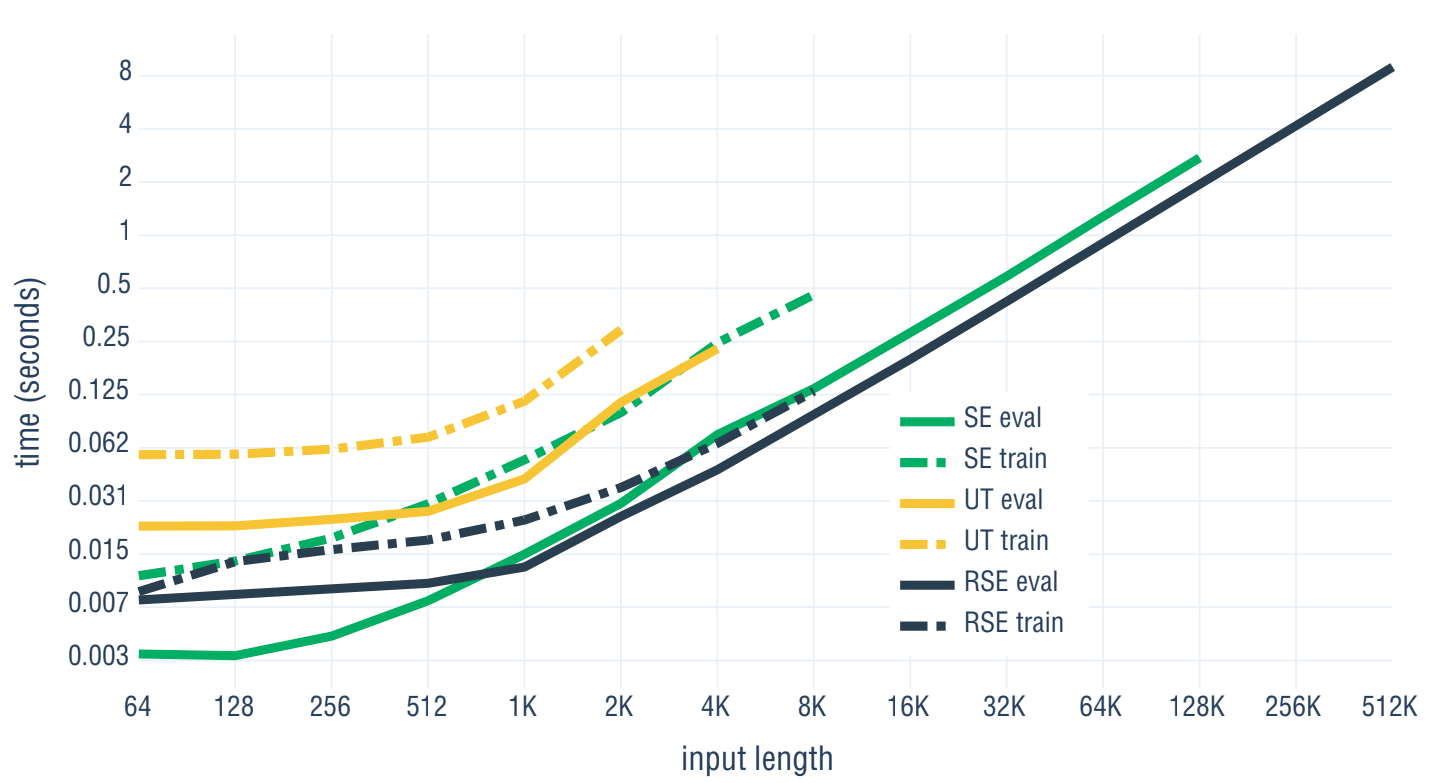 8
4
2
1
0.5
0.25
0.125
0.062
0.031
0.015
0.007
0.003
time (seconds)
SE eval
SE train
UT eval
UT train
RSE eval
RSE train
64 128 256 512 1K 2K 4K 8K 16K 32K 64K 128K 256K 512K
input length